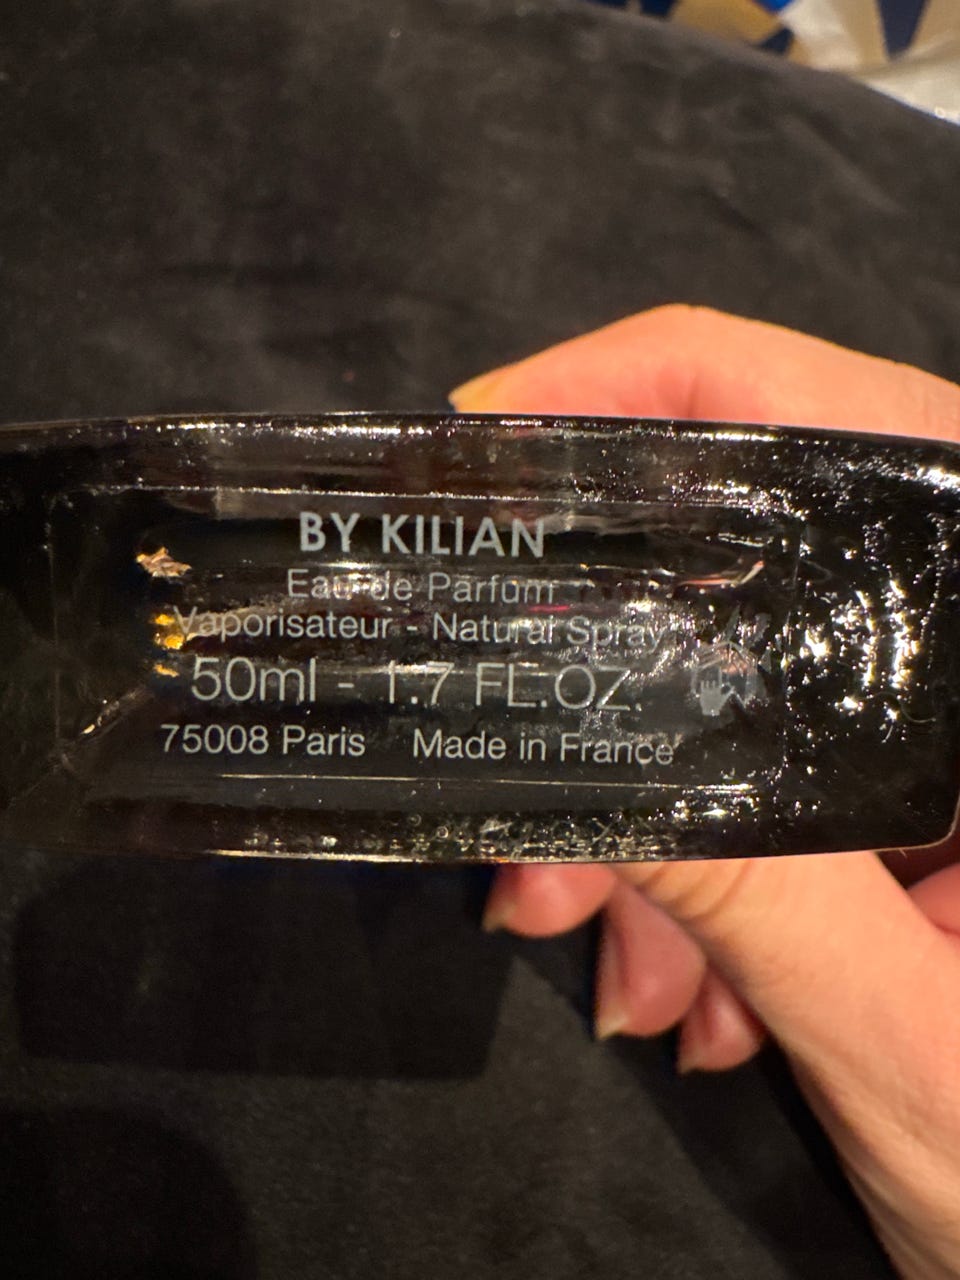 BY KILIAN
Eau de Parfum
Vaporisateur - Natural Spray
50ml - 1.7 FL.OZ.
75008 Paris Made in France